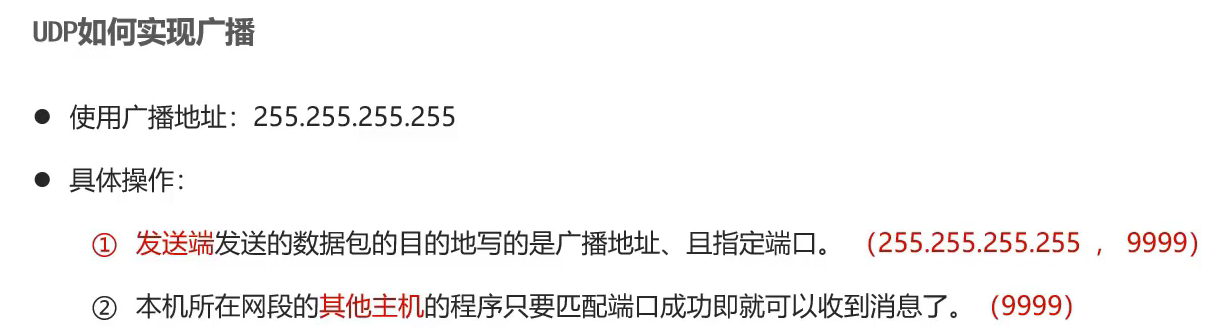 UDP如何实现广播
● 使用广播地址：255.255.255.255
● 具体操作：
① 发送端发送的数据包的目的地写的是广播地址、且指定端口。（255.255.255.255 ， 9999）
② 本机所在网段的其他主机的程序只要匹配端口成功即就可以收到消息了。（9999）